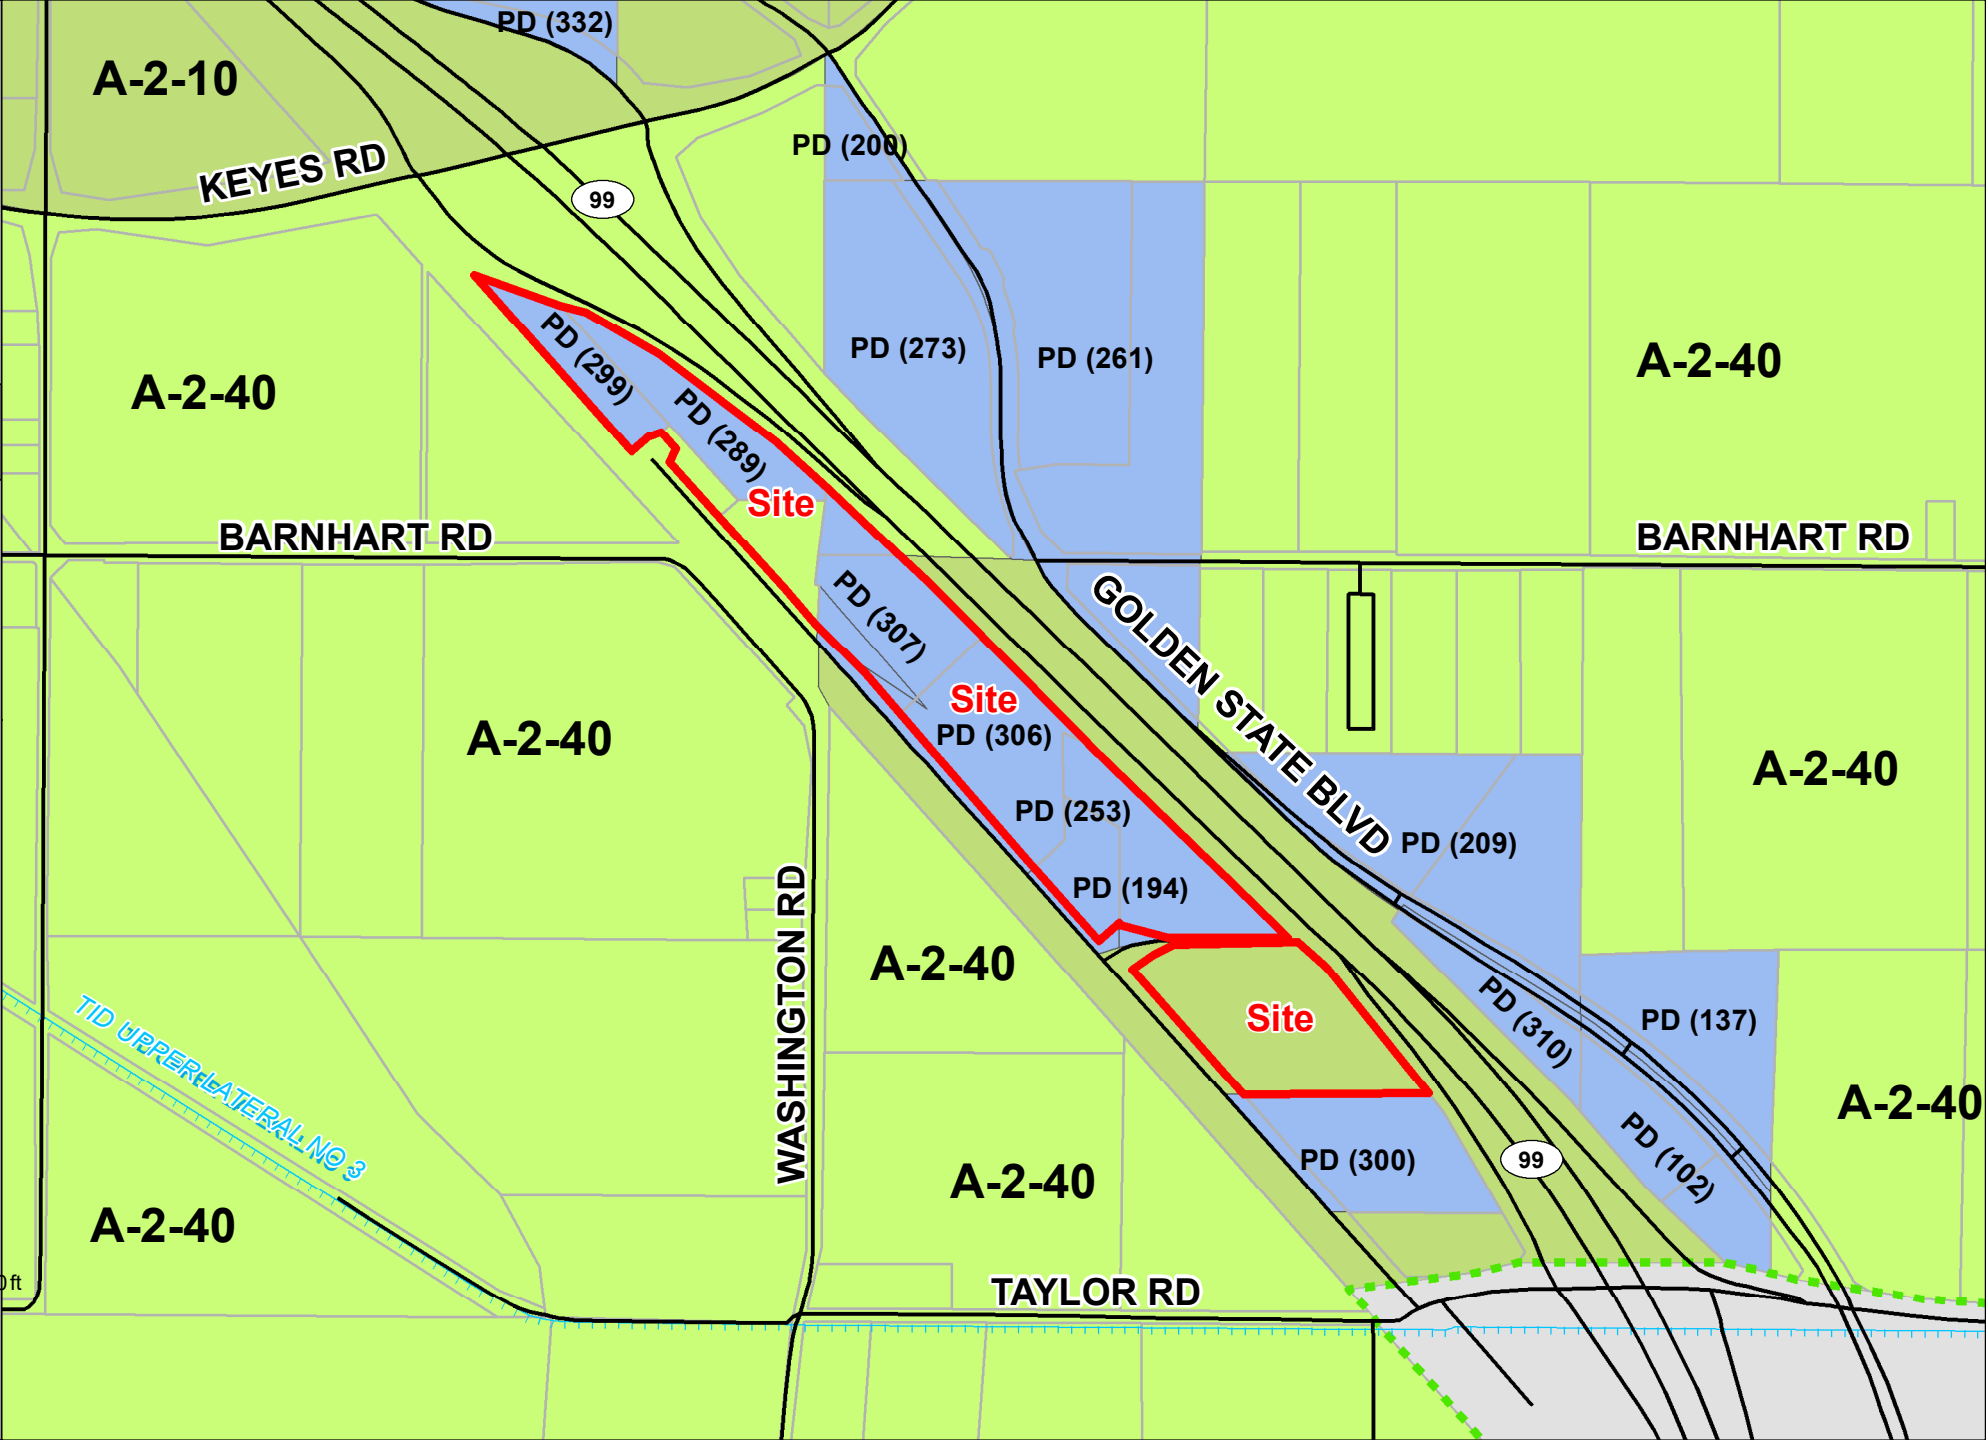 PD (332)
A-2-10
KEYES RD
99
PD (200)
PD (299)
PD (289)
PD (273)
PD (261)
A-2-40
A-2-40
Site
BARNHART RD
BARNHART RD
PD (307)
GOLDEN STATE BLVD
Site
PD (306)
A-2-40
A-2-40
PD (253)
PD (209)
PD (194)
WASHINGTON RD
A-2-40
TID UPPER LATERAL NO 3
Site
PD (310)
PD (137)
A-2-40
PD (102)
PD (300)
99
A-2-40
A-2-40
ft
TAYLOR RD